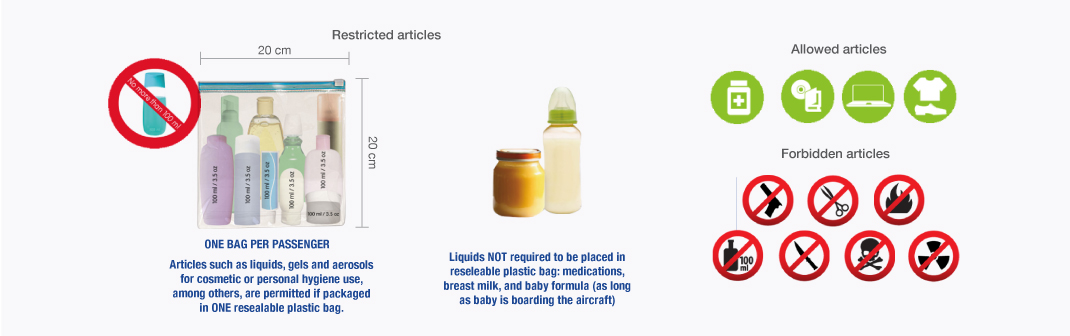 Restricted articles
20 cm
No more than 100 ml
20 cm
100 ml / 3.5 oz
100 ml / 3.5 oz
100 ml / 3.5 oz
100 ml / 3.5 oz
100 ml / 3.5 oz
100 ml / 3.5 oz
ONE BAG PER PASSENGER
Articles such as liquids, gels and aerosols
for cosmetic or personal hygiene use,
among others, are permitted if packaged
in ONE resealable plastic bag.
Liquids NOT required to be placed in
reseleable plastic bag: medications,
breast milk, and baby formula (as long
as baby is boarding the aircraft)
Allowed articles
Forbidden articles
100
ml